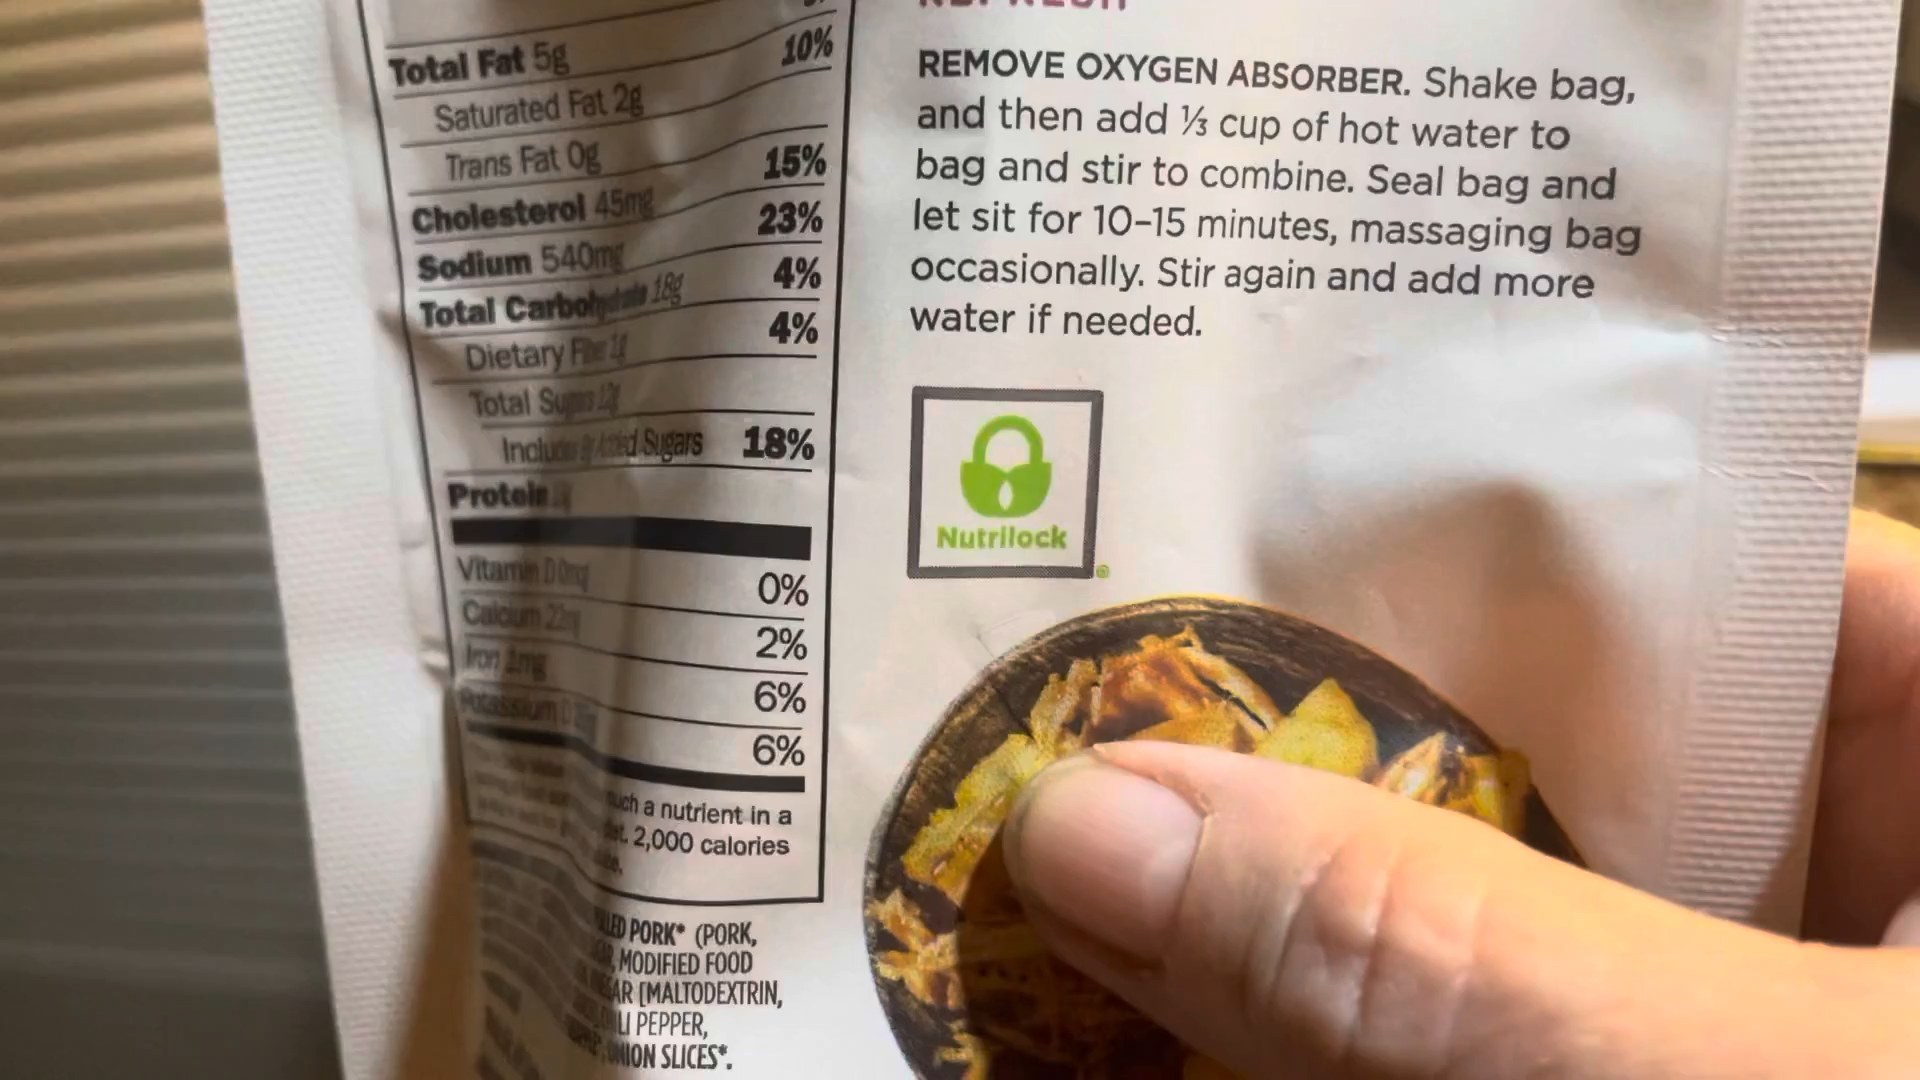 Total Fat 5g
10%
Saturated Fat 2g
Trans Fat 0g
15%
Cholesterol 45mg
23%
Sodium 540mg
4%
Total Carbohydrate 18g
4%
Dietary Fiber 1g
Total Sugars 12g
Includes Added Sugars 18%
Protein
Vitamin D 0mg
0%
Calcium 22mg
2%
Iron 1mg
6%
Potassium
6%
a nutrient in a
2,000 calories
PORK* (PORK,
MODIFIED FOOD
[MALTODEXTRIN,
PEPPER,
ONION SLICES*.
REMOVE OXYGEN ABSORBER. Shake bag,
and then add ⅓ cup of hot water to
bag and stir to combine. Seal bag and
let sit for 10–15 minutes, massaging bag
occasionally. Stir again and add more
water if needed.
Nutrilock